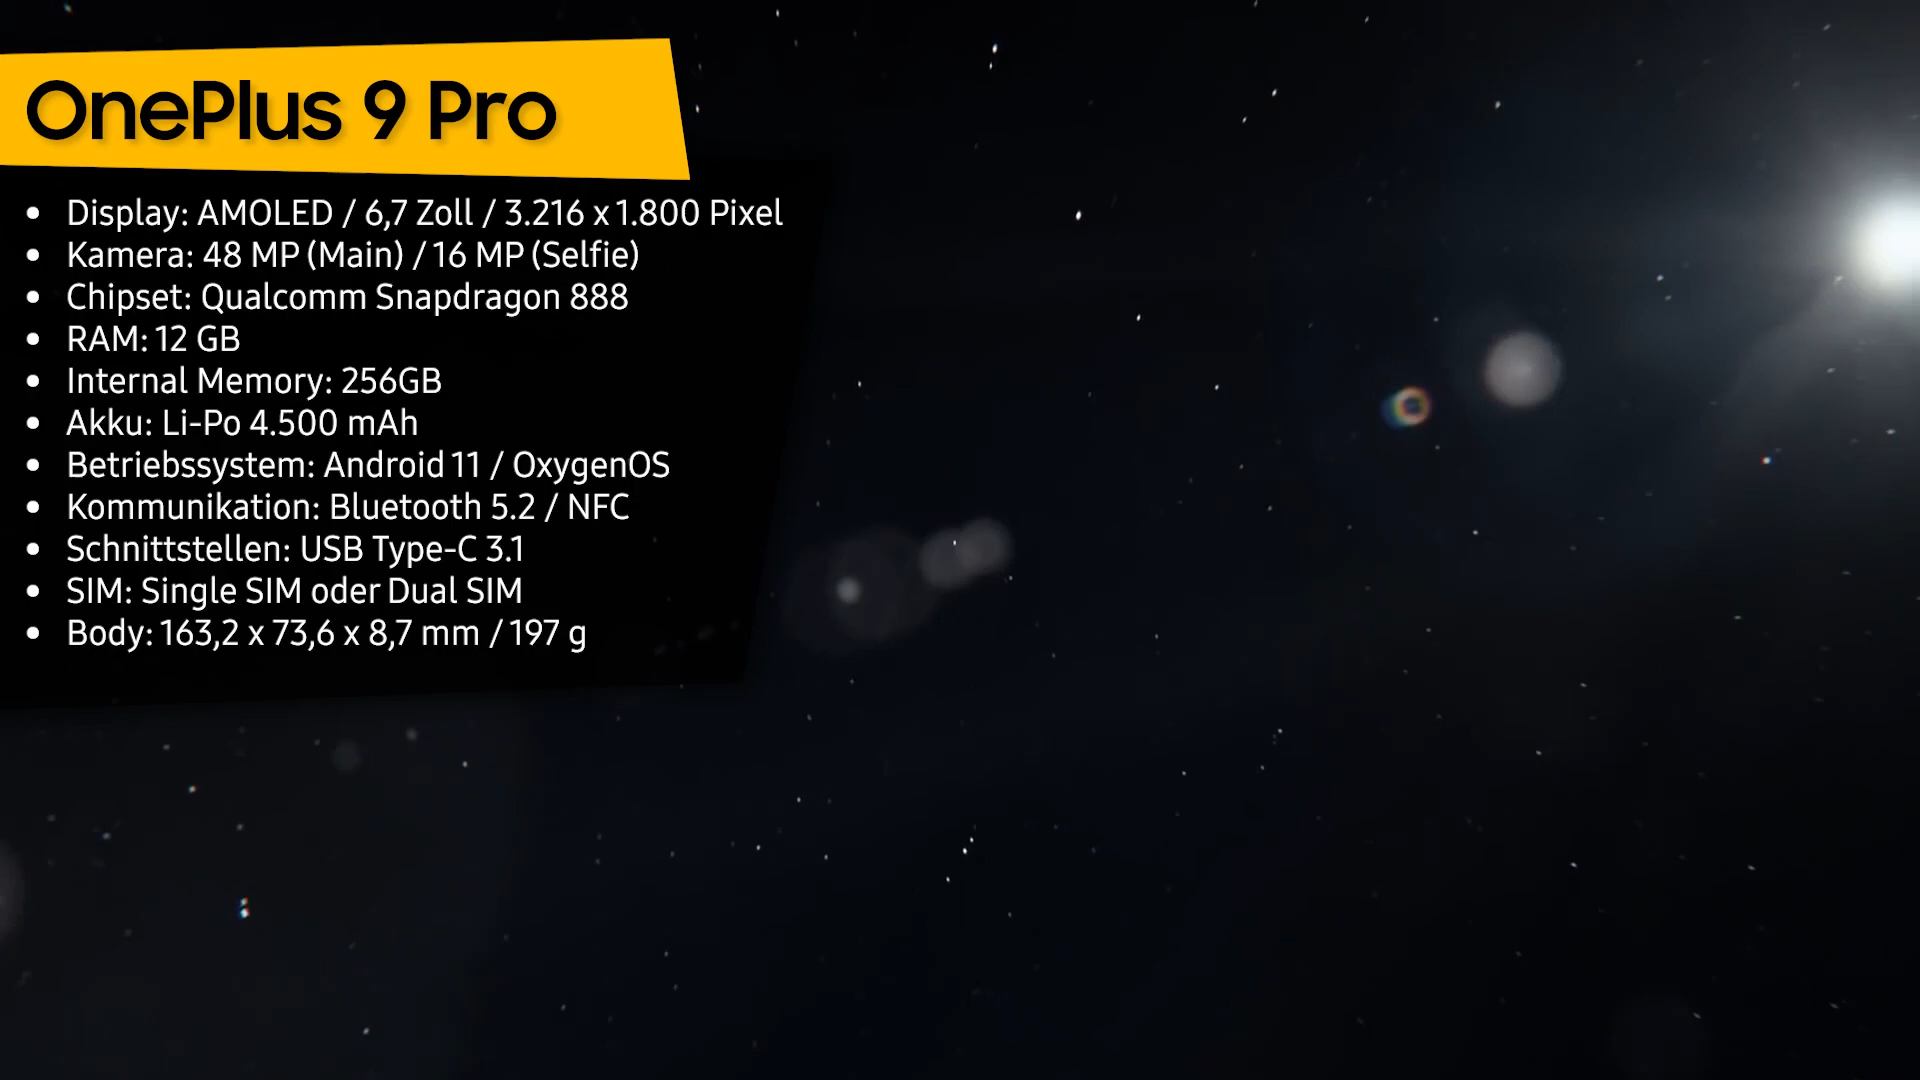 OnePlus 9 Pro
• Display: AMOLED / 6,7 Zoll / 3.216 x 1.800 Pixel
• Kamera: 48 MP (Main) / 16 MP (Selfie)
• Chipset: Qualcomm Snapdragon 888
• RAM: 12 GB
• Internal Memory: 256GB
• Akku: Li-Po 4.500 mAh
• Betriebssystem: Android 11 / OxygenOS
• Kommunikation: Bluetooth 5.2 / NFC
• Schnittstellen: USB Type-C 3.1
• SIM: Single SIM oder Dual SIM
• Body: 163,2 x 73,6 x 8,7 mm / 197 g